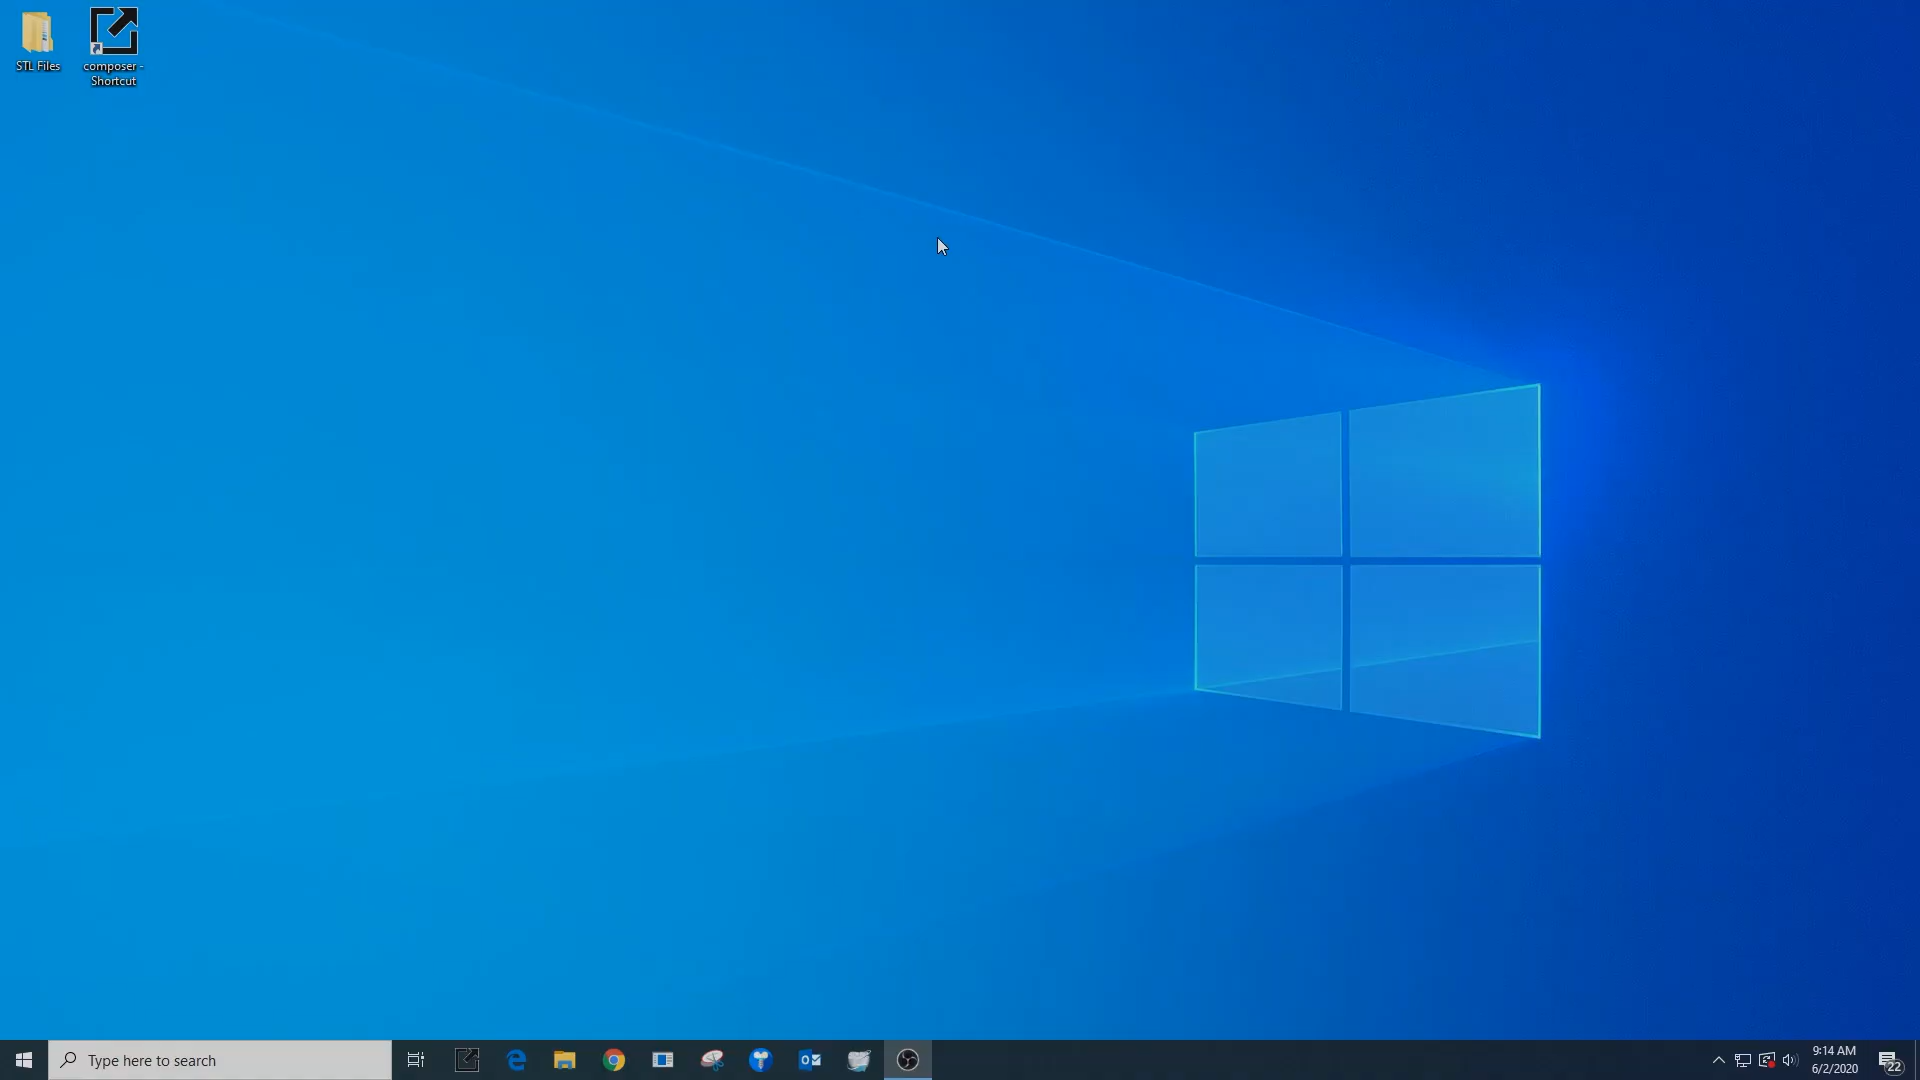 STL Files
composer -
Shortcut
Type here to search
9:14 AM
6/2/2020
22